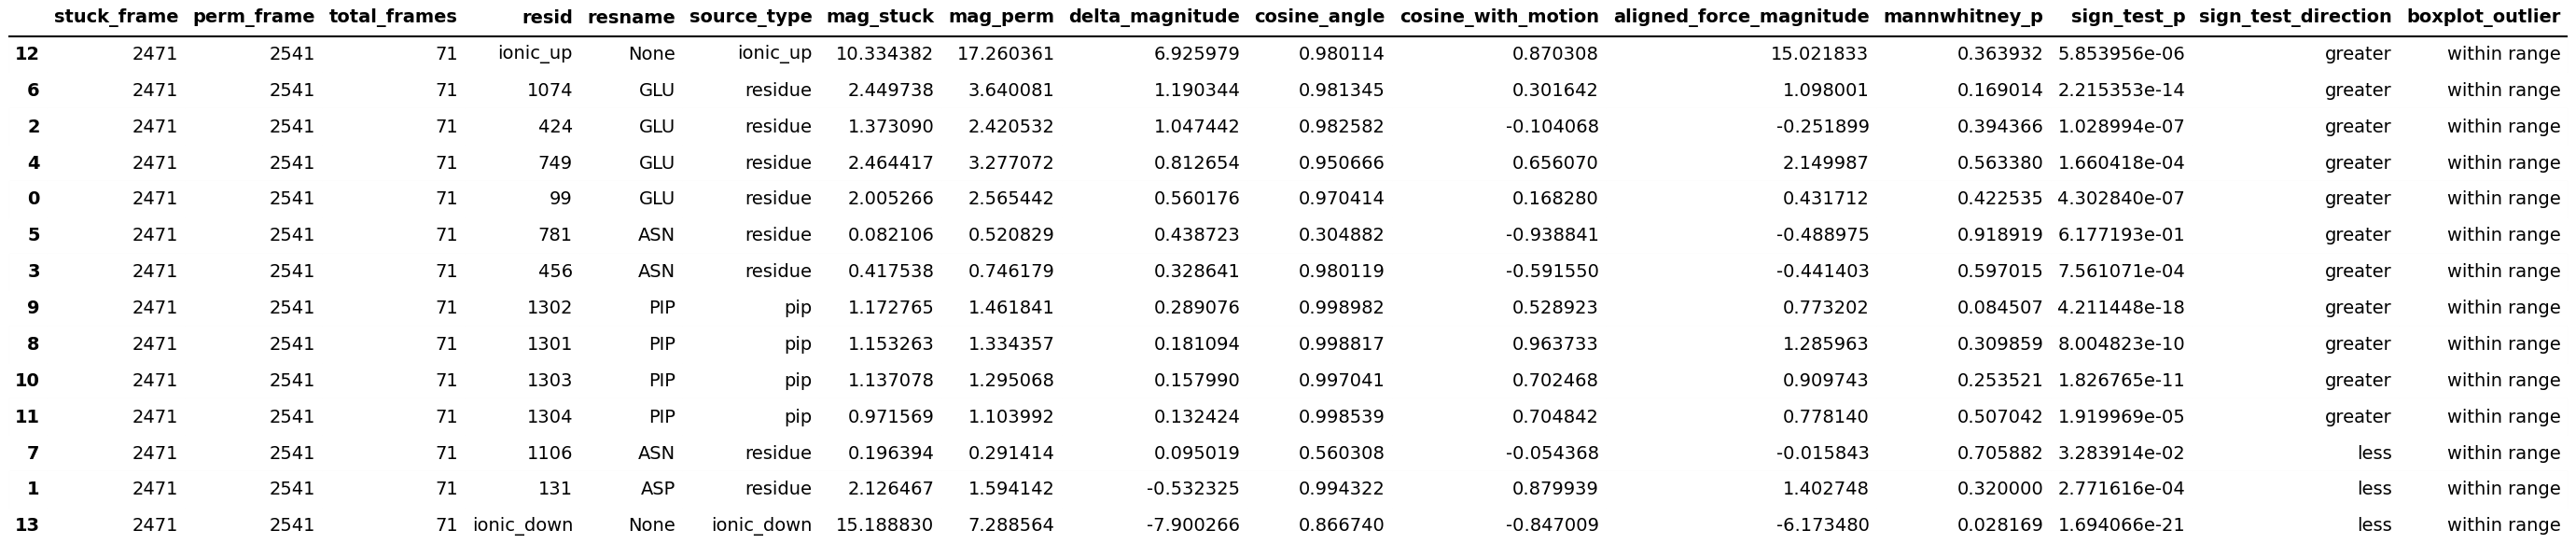 stuck_frame perm_frame total_frames resid resname source_type mag_stuck mag_perm delta_magnitude cosine_angle cosine_with_motion aligned_force_magnitude mannwhitney_p sign_test_p sign_test_direction boxplot_outlier
12 2471 2541 71 ionic_up None ionic_up 10.334382 17.260361 6.925979 0.980114 0.870308 15.021833 0.363932 5.853956e-06 greater within range
6 2471 2541 71 1074 GLU residue 2.449738 3.640081 1.190344 0.981345 0.301642 1.098001 0.169014 2.215353e-14 greater within range
2 2471 2541 71 424 GLU residue 1.373090 2.420532 1.047442 0.982582 -0.104068 -0.251899 0.394366 1.028994e-07 greater within range
4 2471 2541 71 749 GLU residue 2.464417 3.277072 0.812654 0.950666 0.656070 2.149987 0.563380 1.660418e-04 greater within range
0 2471 2541 71 99 GLU residue 2.005266 2.565442 0.560176 0.970414 0.168280 0.431712 0.422535 4.302840e-07 greater within range
5 2471 2541 71 781 ASN residue 0.082106 0.520829 0.438723 0.304882 -0.938841 -0.488975 0.918919 6.177193e-01 greater within range
3 2471 2541 71 456 ASN residue 0.417538 0.746179 0.328641 0.980119 -0.591550 -0.441403 0.597015 7.561071e-04 greater within range
9 2471 2541 71 1302 PIP pip 1.172765 1.461841 0.289076 0.998982 0.528923 0.773202 0.084507 4.211448e-18 greater within range
8 2471 2541 71 1301 PIP pip 1.153263 1.334357 0.181094 0.998817 0.963733 1.285963 0.309859 8.004823e-10 greater within range
10 2471 2541 71 1303 PIP pip 1.137078 1.295068 0.157990 0.997041 0.702468 0.909743 0.253521 1.826765e-11 greater within range
11 2471 2541 71 1304 PIP pip 0.971569 1.103992 0.132424 0.998539 0.704842 0.778140 0.507042 1.919969e-05 greater within range
7 2471 2541 71 1106 ASN residue 0.196394 0.291414 0.095019 0.560308 -0.054368 -0.015843 0.705882 3.283914e-02 less within range
1 2471 2541 71 131 ASP residue 2.126467 1.594142 -0.532325 0.994322 0.879939 1.402748 0.320000 2.771616e-04 less within range
13 2471 2541 71 ionic_down None ionic_down 15.188830 7.288564 -7.900266 0.866740 -0.847009 -6.173480 0.028169 1.694066e-21 less within range